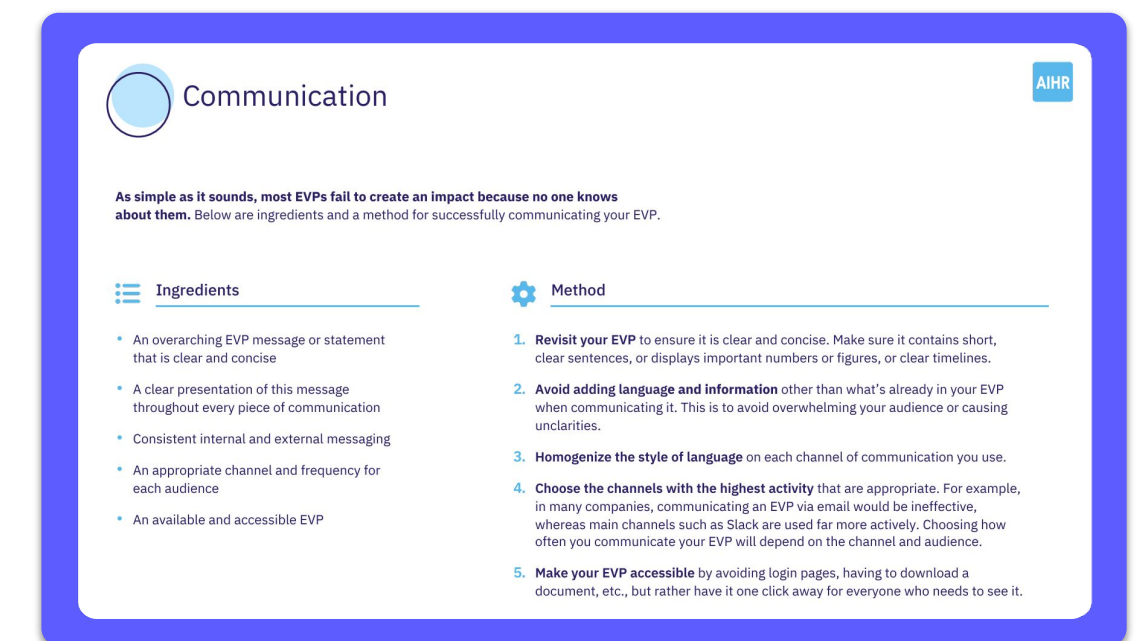 Communication
AIHR
As simple as it sounds, most EVPs fail to create an impact because no one knows
about them. Below are ingredients and a method for successfully communicating your EVP.
Ingredients
• An overarching EVP message or statement
that is clear and concise
• A clear presentation of this message
throughout every piece of communication
• Consistent internal and external messaging
• An appropriate channel and frequency for
each audience
• An available and accessible EVP
Method
1. Revisit your EVP to ensure it is clear and concise. Make sure it contains short,
clear sentences, or displays important numbers or figures, or clear timelines.
2. Avoid adding language and information other than what's already in your EVP
when communicating it. This is to avoid overwhelming your audience or causing
unclarities.
3. Homogenize the style of language on each channel of communication you use.
4. Choose the channels with the highest activity that are appropriate. For example,
in many companies, communicating an EVP via email would be ineffective,
whereas main channels such as Slack are used far more actively. Choosing how
often you communicate your EVP will depend on the channel and audience.
5. Make your EVP accessible by avoiding login pages, having to download a
document, etc., but rather have it one click away for everyone who needs to see it.